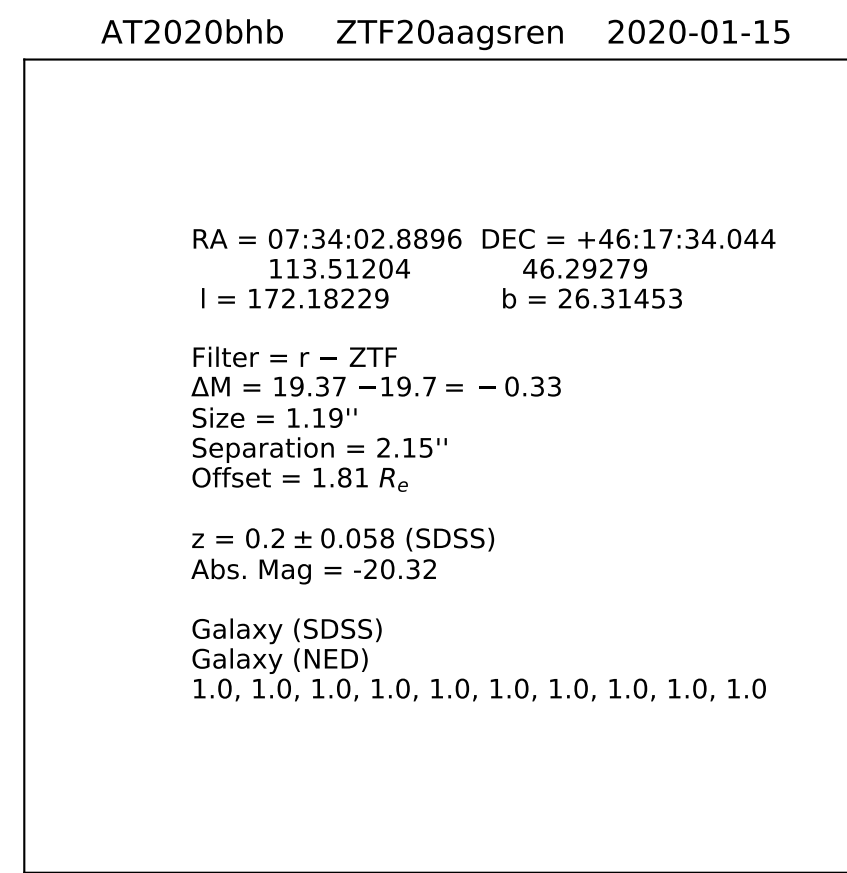 AT2020bhb ZTF20aagsren 2020-01-15
RA = 07:34:02.8896 DEC = +46:17:34.044
113.51204 46.29279
l = 172.18229 b = 26.31453
Filter = r − ZTF
ΔM = 19.37 −19.7 = − 0.33
Size = 1.19''
Separation = 2.15''
Offset = 1.81 Re
z = 0.2 ± 0.058 (SDSS)
Abs. Mag = -20.32
Galaxy (SDSS)
Galaxy (NED)
1.0, 1.0, 1.0, 1.0, 1.0, 1.0, 1.0, 1.0, 1.0, 1.0